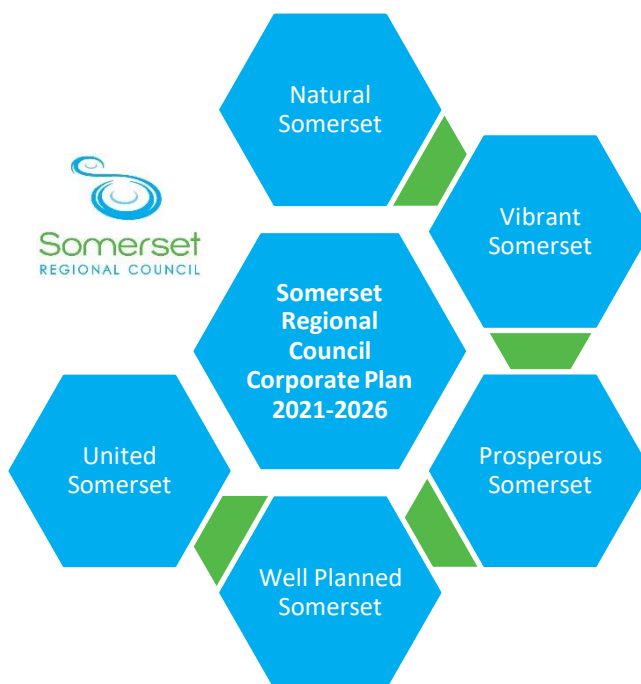 Natural
Somerset
Somerset
REGIONAL COUNCIL
Vibrant
Somerset
Somerset
Regional
Council
Corporate Plan
2021-2026
United
Somerset
Prosperous
Somerset
Well Planned
Somerset